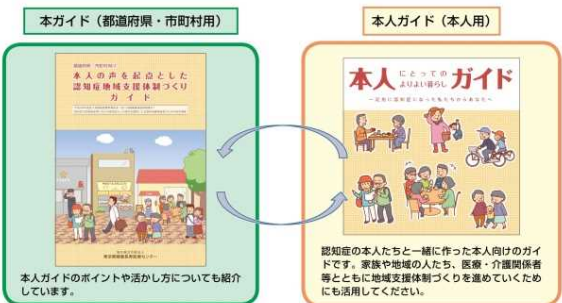 本ガイド（都道府県・市町村用）
本人の声を起点とした
認知症地域支援体制づくり
ガイド
本人ガイドのポイントや活かし方についても紹介
しています。
本人ガイド（本人用）
本人にとってのよりよい暮らしガイド
認知症の本人たちと一緒に作った本人向けのガイ
ドです。家族や地域の人たち、医療・介護関係者
等とともに地域支援体制づくりを進めていくため
にも活用してください。